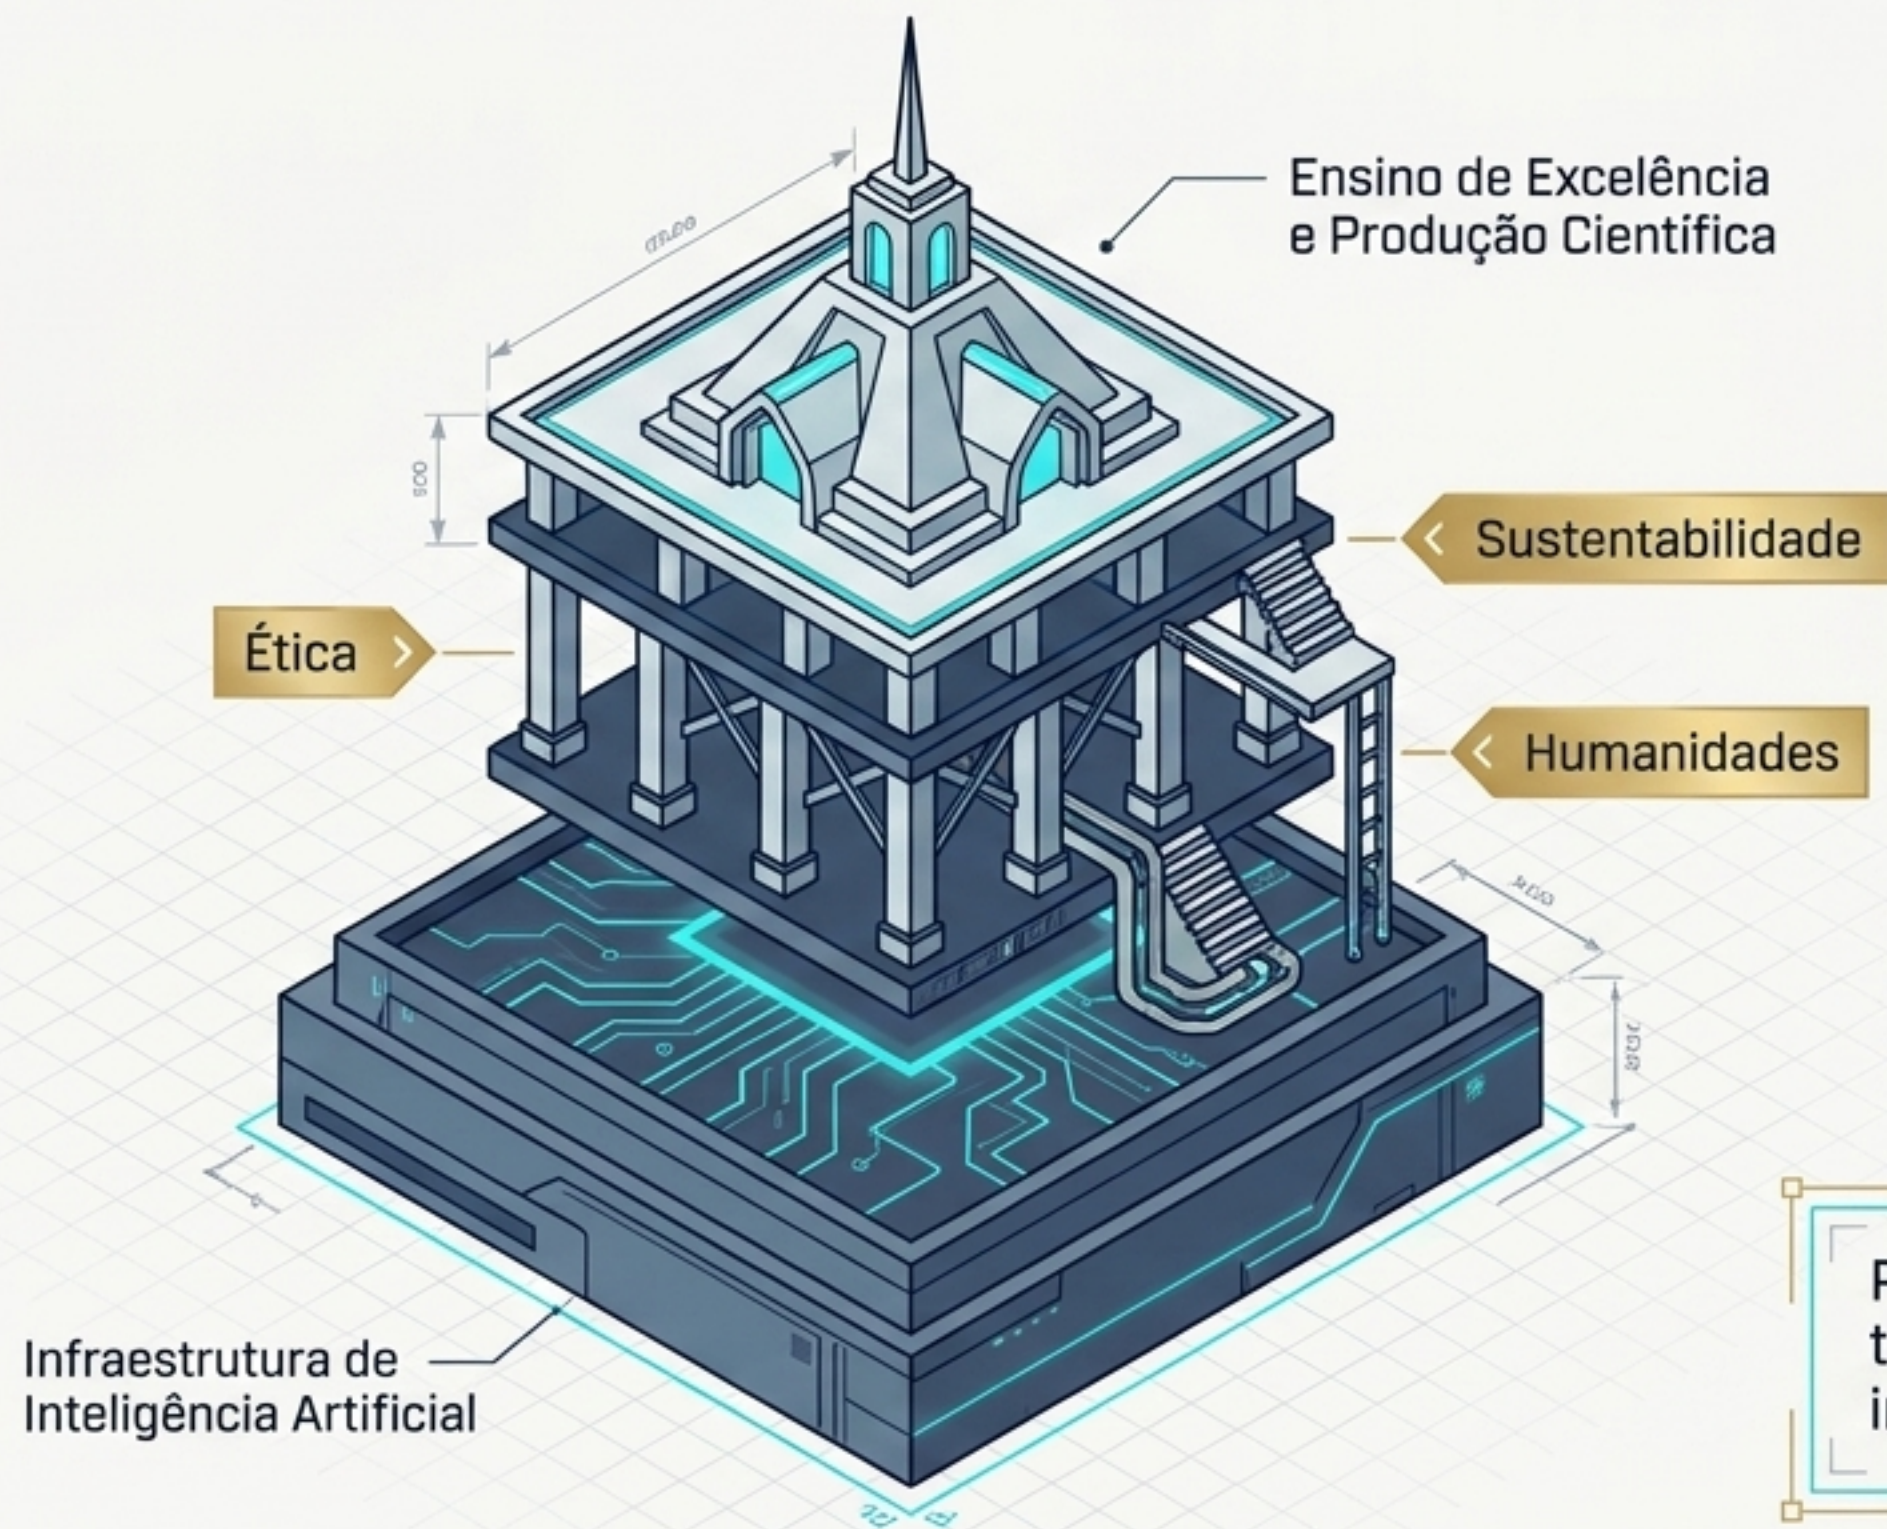 Ensino de Excelência
e Produção Científica
Sustentabilidade
Ética
Humanidades
Infraestrutura de
Inteligência Artificial